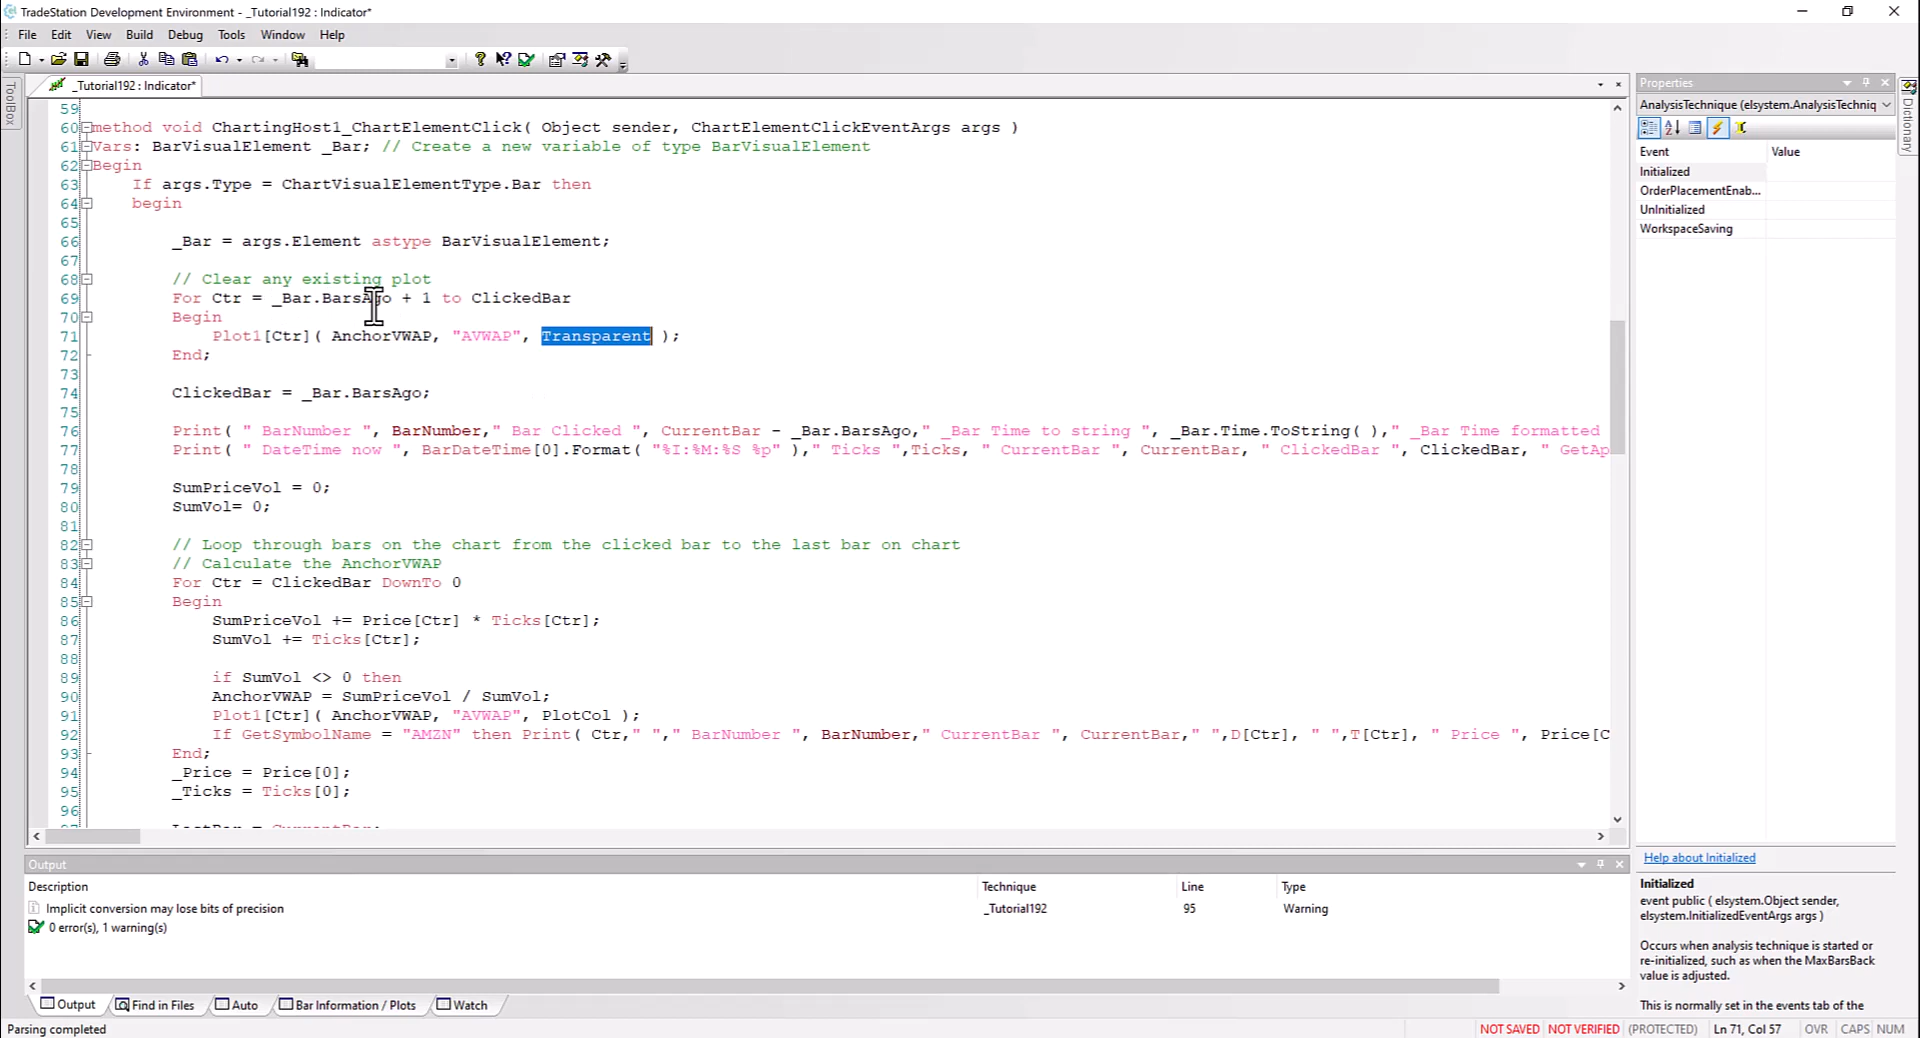 TradeStation Development Environment - _Tutorial192 : Indicator*
File Edit View Build Debug Tools Window Help
ToolBox
_Tutorial192 : Indicator*
59
60 method void ChartingHost1_ChartElementClick( Object sender, ChartElementClickEventArgs args )
61 Vars: BarVisualElement _Bar; // Create a new variable of type BarVisualElement
62 Begin
63 If args.Type = ChartVisualElementType.Bar then
64 begin
65
66 _Bar = args.Element astype BarVisualElement;
67
68 // Clear any existing plot
69 For Ctr = _Bar.BarsAgo + 1 to ClickedBar
70 Begin
71 Plot1[Ctr]( AnchorVWAP, "AVWAP", Transparent );
72 End;
73
74 ClickedBar = _Bar.BarsAgo;
75
76 Print( " BarNumber ", BarNumber," Bar Clicked ", CurrentBar - _Bar.BarsAgo," _Bar Time to string ", _Bar.Time.ToString( )," _Bar Time formatted
77 Print( " DateTime now ", BarDateTime[0].Format( "%I:%M:%S %p" )," Ticks ",Ticks, " CurrentBar ", CurrentBar, " ClickedBar ", ClickedBar, " GetAp
78
79 SumPriceVol = 0;
80 SumVol= 0;
81
82 // Loop through bars on the chart from the clicked bar to the last bar on chart
83 // Calculate the AnchorVWAP
84 For Ctr = ClickedBar DownTo 0
85 Begin
86 SumPriceVol += Price[Ctr] * Ticks[Ctr];
87 SumVol += Ticks[Ctr];
88
89 if SumVol <> 0 then
90 AnchorVWAP = SumPriceVol / SumVol;
91 Plot1[Ctr]( AnchorVWAP, "AVWAP", PlotCol );
92 If GetSymbolName = "AMZN" then Print( Ctr," "," BarNumber ", BarNumber," CurrentBar ", CurrentBar," ",D[Ctr], " ",T[Ctr], " Price ", Price[C
93 End;
94 _Price = Price[0];
95 _Ticks = Ticks[0];
96
Properties
AnalysisTechnique (elsystem.AnalysisTechniq
Dictionary
Event Value
Initialized
OrderPlacementEnab...
UnInitialized
WorkspaceSaving
Help about Initialized
Initialized
event public ( elsystem.Object sender,
elsystem.InitializedEventArgs args )
Occurs when analysis technique is started or
re-initialized, such as when the MaxBarsBack
value is adjusted.
This is normally set in the events tab of the
Output
Description Technique Line Type
Implicit conversion may lose bits of precision _Tutorial192 95 Warning
0 error(s), 1 warning(s)
Output Find in Files Auto Bar Information / Plots Watch
Parsing completed NOT SAVED NOT VERIFIED (PROTECTED) Ln 71, Col 57 OVR CAPS NUM